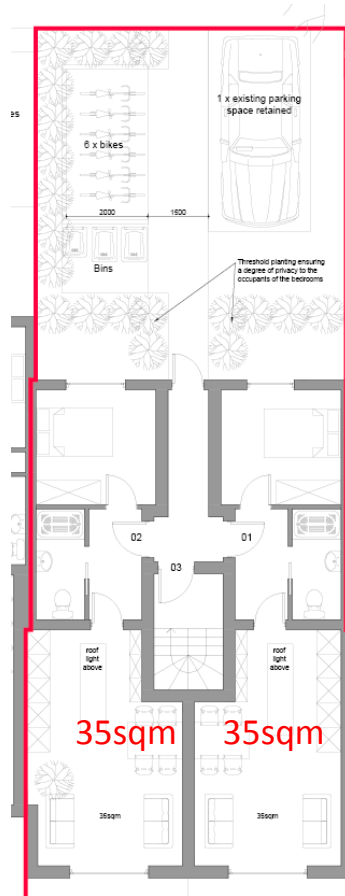 1 x existing parking
space retained
es
6 x bikes
2000
1500
Bins
Threshold planting ensuring
a degree of privacy to the
occupants of the bedrooms
02
01
03
roof
light
above
roof
light
above
35sqm
35sqm
35sqm
35sqm